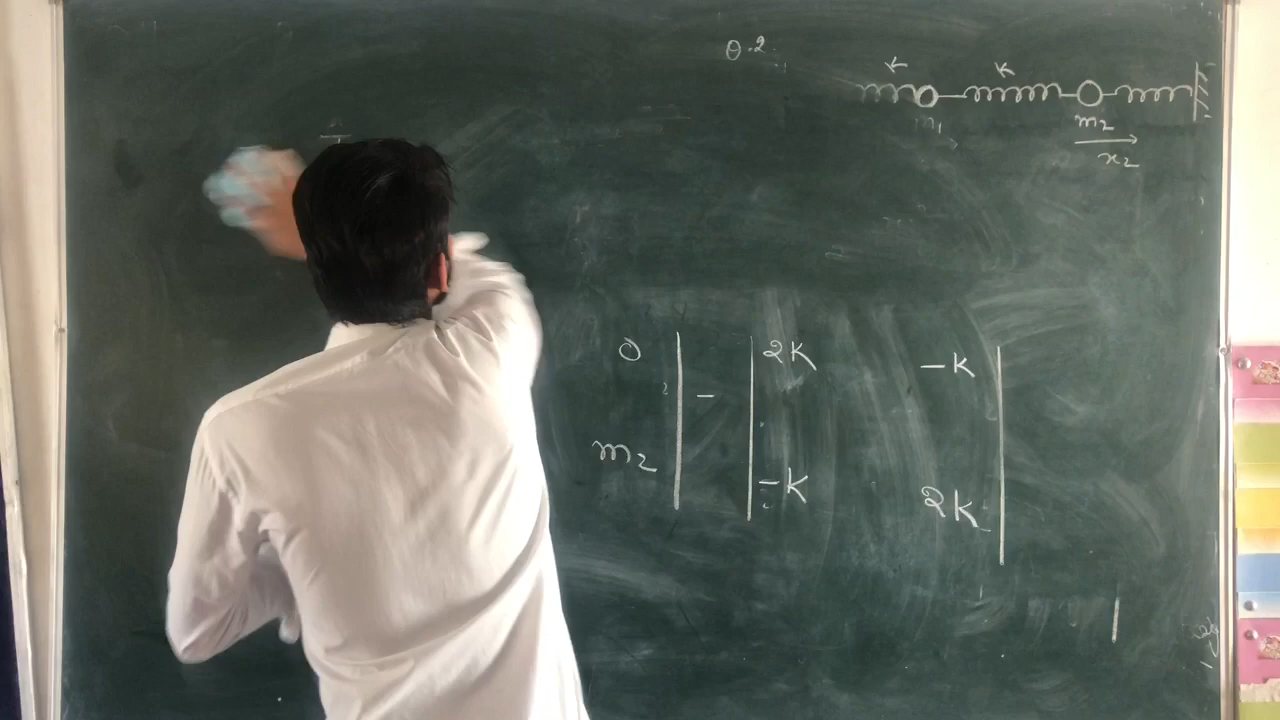 θ.2
K K
m₁ m₂
x₂
0 | - | 2K -K |
m₂ -K 2K